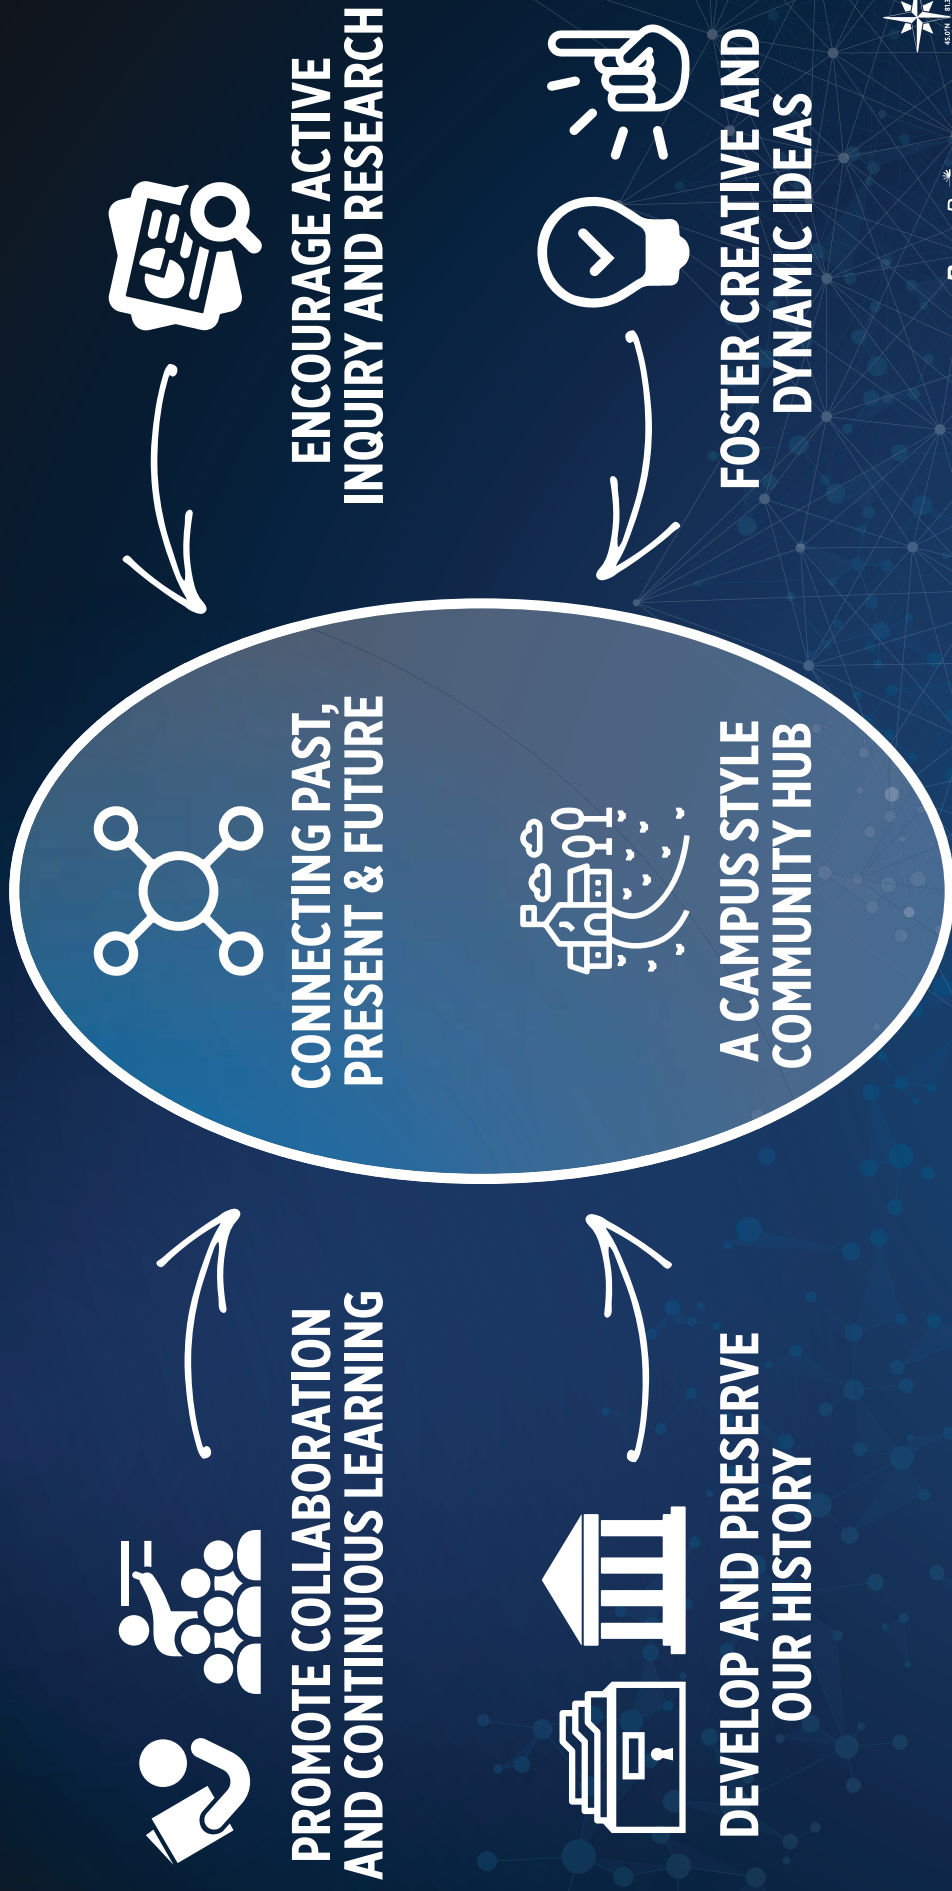 PROMOTE COLLABORATION
AND CONTINUOUS LEARNING
CONNECTING PAST,
PRESENT & FUTURE
ENCOURAGE ACTIVE
INQUIRY AND RESEARCH
DEVELOP AND PRESERVE
OUR HISTORY
A CAMPUS STYLE
COMMUNITY HUB
FOSTER CREATIVE AND
DYNAMIC IDEAS